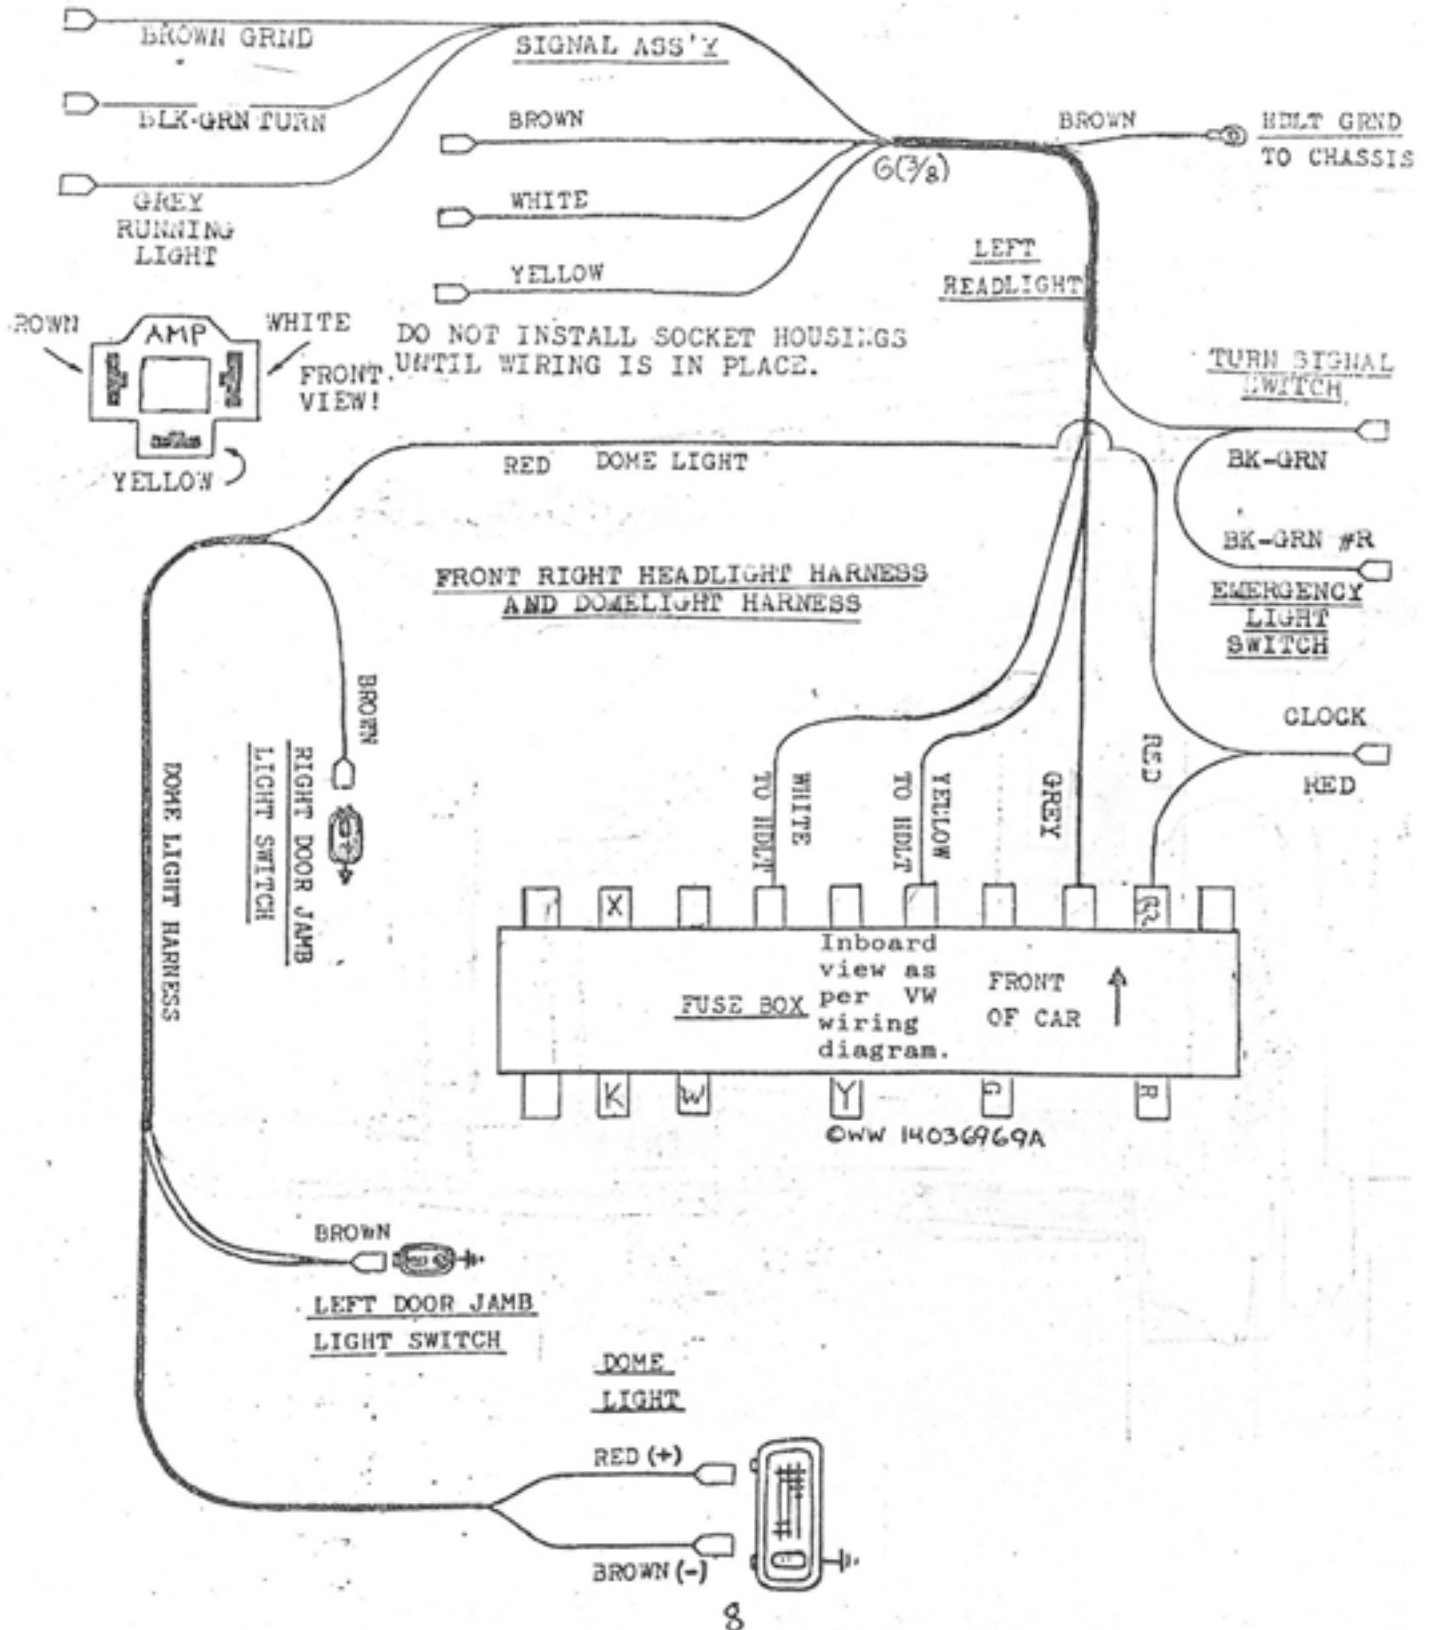 BROWN GRND
SIGNAL ASS'Y
BLK-GRN TURN
BROWN
BROWN
HDLT GRND
TO CHASSIS
6(3/8)
GREY
RUNNING
LIGHT
WHITE
LEFT
HEADLIGHT
YELLOW
ROWN
AMP
WHITE
FRONT
VIEW!
YELLOW
DO NOT INSTALL SOCKET HOUSINGS
UNTIL WIRING IS IN PLACE.
TURN SIGNAL
SWITCH
BK-GRN
RED DOME LIGHT
BK-GRN #R
EMERGENCY
LIGHT
SWITCH
FRONT RIGHT HEADLIGHT HARNESS
AND DOMELIGHT HARNESS
BROWN
RIGHT DOOR JAMB
LIGHT SWITCH
DOME LIGHT HARNESS
CLOCK
RED
WHITE
TO HDLT
YELLOW
TO HDLT
GREY
RED
X
R2
FUSE BOX
Inboard
view as
per VW
wiring
diagram.
FRONT
OF CAR
K
W
Y
G
R
©WW 14036969A
BROWN
LEFT DOOR JAMB
LIGHT SWITCH
DOME
LIGHT
RED (+)
BROWN (-)
8